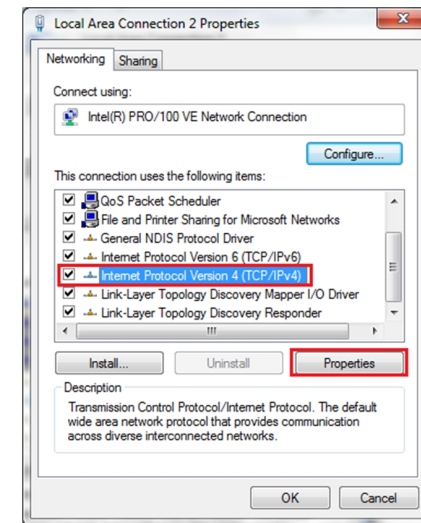 Local Area Connection 2 Properties
Networking
Sharing
Connect using:
Intel(R) PRO/100 VE Network Connection
Configure...
This connection uses the following items:
QoS Packet Scheduler
File and Printer Sharing for Microsoft Networks
General NDIS Protocol Driver
Internet Protocol Version 6 (TCP/IPv6)
Internet Protocol Version 4 (TCP/IPv4)
Link-Layer Topology Discovery Mapper I/O Driver
Link-Layer Topology Discovery Responder
Install...
Uninstall
Properties
Description
Transmission Control Protocol/Internet Protocol. The default
wide area network protocol that provides communication
across diverse interconnected networks.
OK
Cancel